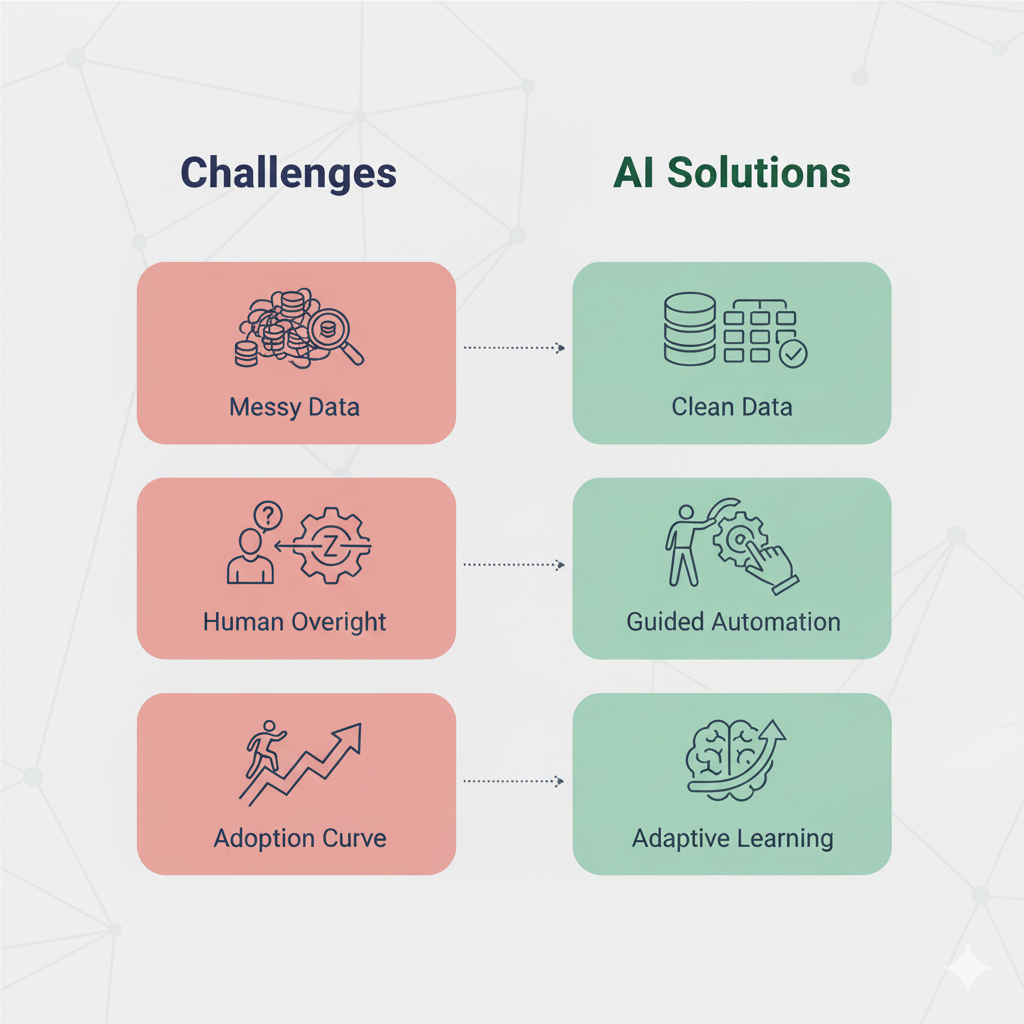 Challenges
AI Solutions
Messy Data
Clean Data
?
Z
Human Overight
Guided Automation
Adoption Curve
Adaptive Learning